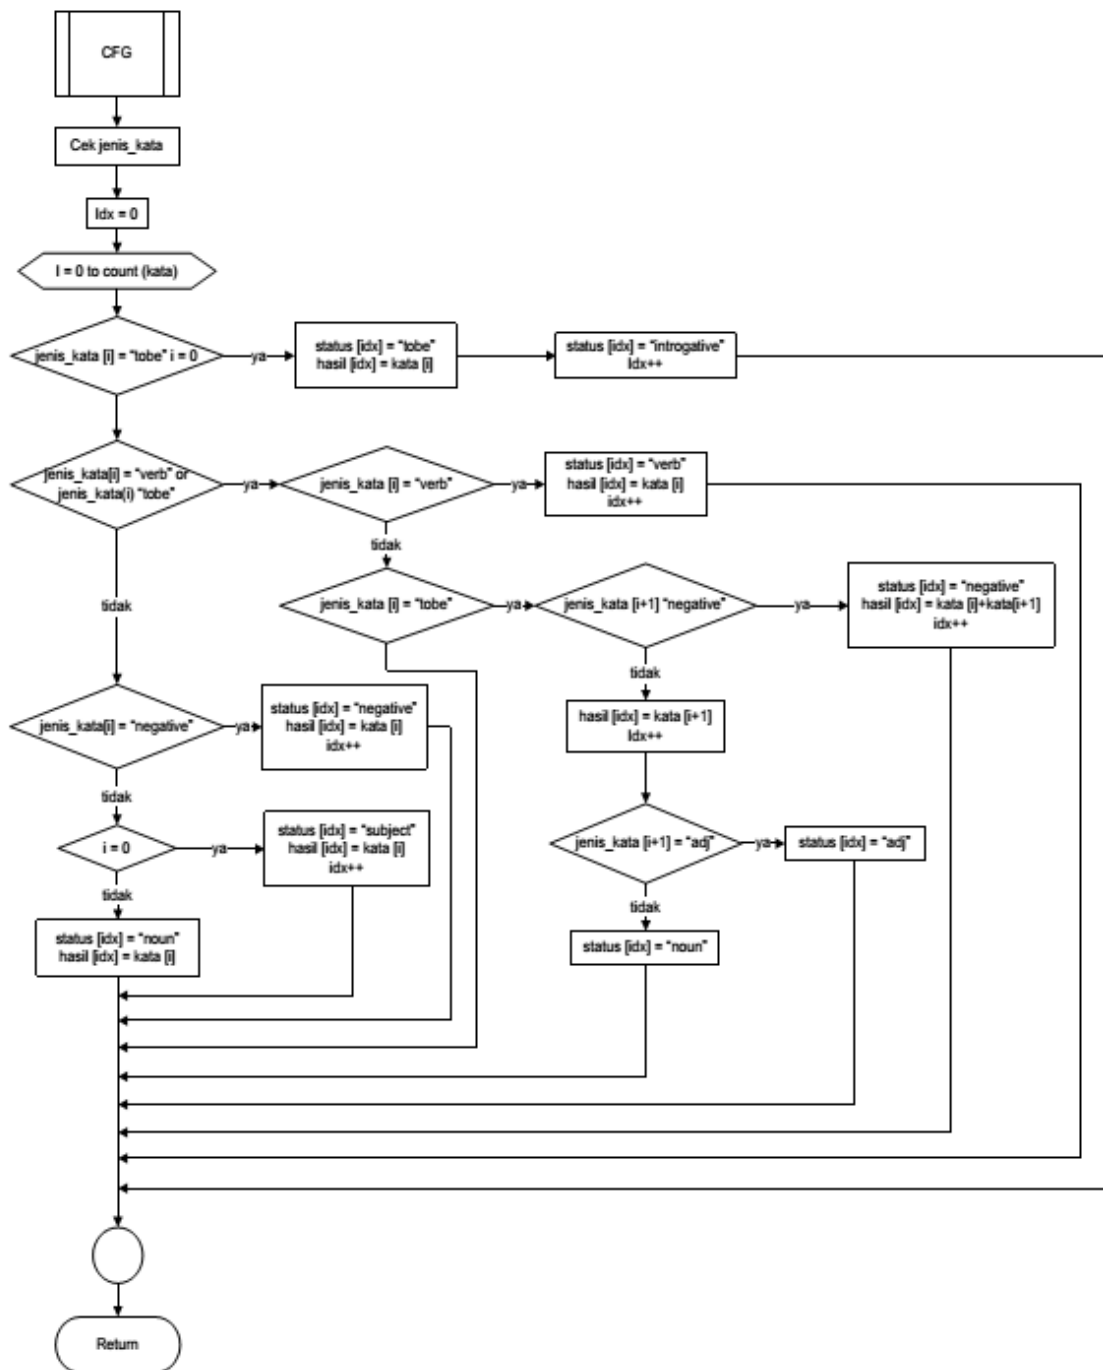 CFG
Cek jenis_kata
Idx = 0
I = 0 to count (kata)
jenis_kata [i] = “tobe” i = 0
ya
status [idx] = “tobe”
hasil [idx] = kata [i]
status [idx] = “introgative”
Idx++
jenis_kata[i] = “verb” or
jenis_kata(i) “tobe”
ya
jenis_kata [i] = “verb”
ya
status [idx] = “verb”
hasil [idx] = kata [i]
idx++
tidak
tidak
jenis_kata [i] = “tobe”
ya
jenis_kata [i+1] “negative”
ya
status [idx] = “negative”
hasil [idx] = kata [i]+kata[i+1]
idx++
tidak
hasil [idx] = kata [i+1]
Idx++
jenis_kata[i] = “negative”
ya
status [idx] = “negative”
hasil [idx] = kata [i]
idx++
tidak
i = 0
ya
status [idx] = “subject”
hasil [idx] = kata [i]
idx++
jenis_kata [i+1] = “adj”
ya
status [idx] = “adj”
tidak
tidak
status [idx] = “noun”
hasil [idx] = kata [i]
status [idx] = “noun”
Return